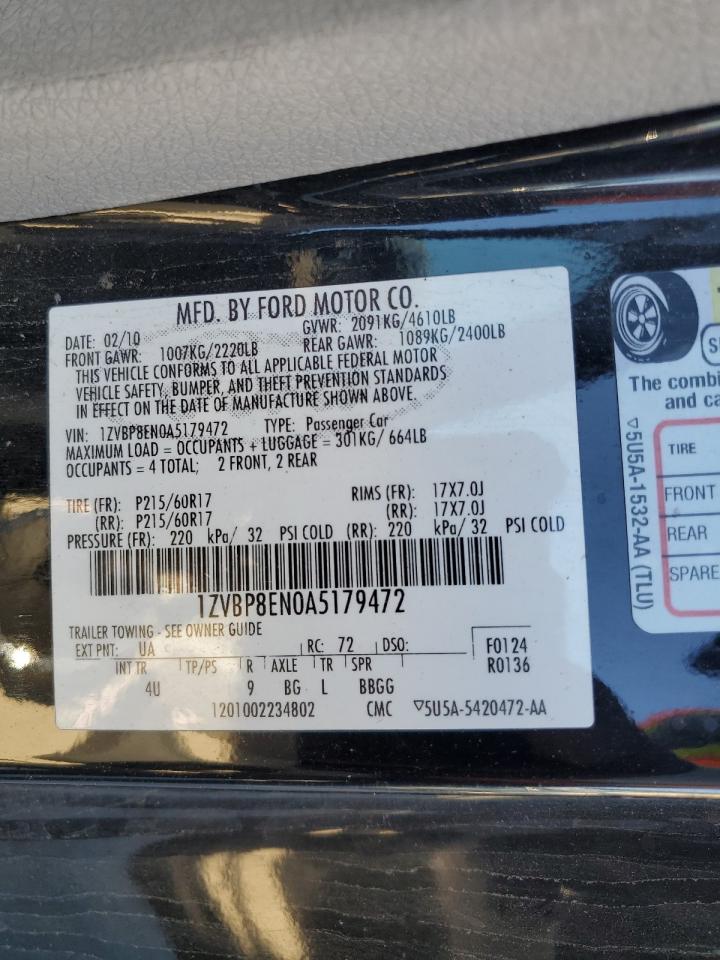 MFD. BY FORD MOTOR CO.
DATE: 02/10 GVWR: 2091KG/4610LB
FRONT GAWR: 1007KG/2220LB REAR GAWR: 1089KG/2400LB
THIS VEHICLE CONFORMS TO ALL APPLICABLE FEDERAL MOTOR
VEHICLE SAFETY, BUMPER, AND THEFT PREVENTION STANDARDS
IN EFFECT ON THE DATE OF MANUFACTURE SHOWN ABOVE.
VIN: 1ZVBP8EN0A5179472 TYPE: Passenger Car
MAXIMUM LOAD = OCCUPANTS + LUGGAGE = 301KG/ 664LB
OCCUPANTS = 4 TOTAL; 2 FRONT, 2 REAR
TIRE (FR): P215/60R17 RIMS (FR): 17X7.0J
(RR): P215/60R17 (RR): 17X7.0J
PRESSURE (FR): 220 kPa/ 32 PSI COLD (RR): 220 kPa/ 32 PSI COLD
1ZVBP8EN0A5179472
TRAILER TOWING - SEE OWNER GUIDE
EXT PNT: UA RC: 72 DSO: F0124
INT TR TP/PS R AXLE TR SPR R0136
4U 9 BG L BBGG
1201002234802 CMC ▽5U5A-5420472-AA
The combi
and ca
TIRE
FRONT
REAR
SPARE
▽5U5A-1532-AA (TLU)